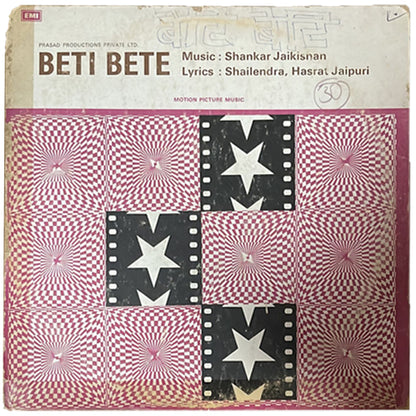 EMI
PRASAD PRODUCTIONS PRIVATE LTD.
BETI BETE
Music : Shankar Jaikisnan
Lyrics : Shailendra, Hasrat Jaipuri
30
MOTION PICTURE MUSIC